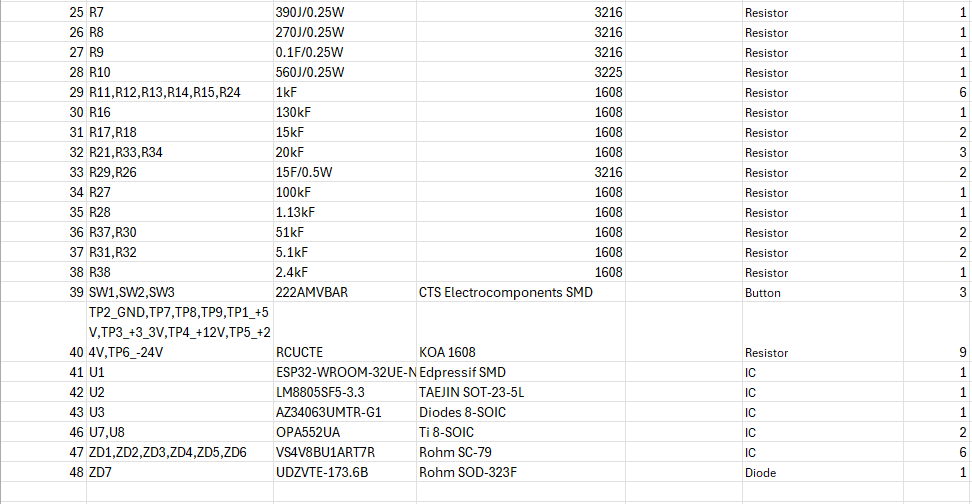 25 R7 390J/0.25W 3216 Resistor 1
26 R8 270J/0.25W 3216 Resistor 1
27 R9 0.1F/0.25W 3216 Resistor 1
28 R10 560J/0.25W 3225 Resistor 1
29 R11,R12,R13,R14,R15,R24 1kF 1608 Resistor 6
30 R16 130kF 1608 Resistor 1
31 R17,R18 15kF 1608 Resistor 2
32 R21,R33,R34 20kF 1608 Resistor 3
33 R29,R26 15F/0.5W 3216 Resistor 2
34 R27 100kF 1608 Resistor 1
35 R28 1.13kF 1608 Resistor 1
36 R37,R30 51kF 1608 Resistor 2
37 R31,R32 5.1kF 1608 Resistor 2
38 R38 2.4kF 1608 Resistor 1
39 SW1,SW2,SW3 222AMVBAR CTS Electrocomponents SMD Button 3
TP2_GND,TP7,TP8,TP9,TP1_+5
V,TP3_+3_3V,TP4_+12V,TP5_+2
40 4V,TP6_-24V RCUCTE KOA 1608 Resistor 9
41 U1 ESP32-WROOM-32UE-N Edpressif SMD IC 1
42 U2 LM8805SF5-3.3 TAEJIN SOT-23-5L IC 1
43 U3 AZ34063UMTR-G1 Diodes 8-SOIC IC 1
46 U7,U8 OPA552UA Ti 8-SOIC IC 2
47 ZD1,ZD2,ZD3,ZD4,ZD5,ZD6 VS4V8BU1ART7R Rohm SC-79 IC 6
48 ZD7 UDZVTE-173.6B Rohm SOD-323F Diode 1